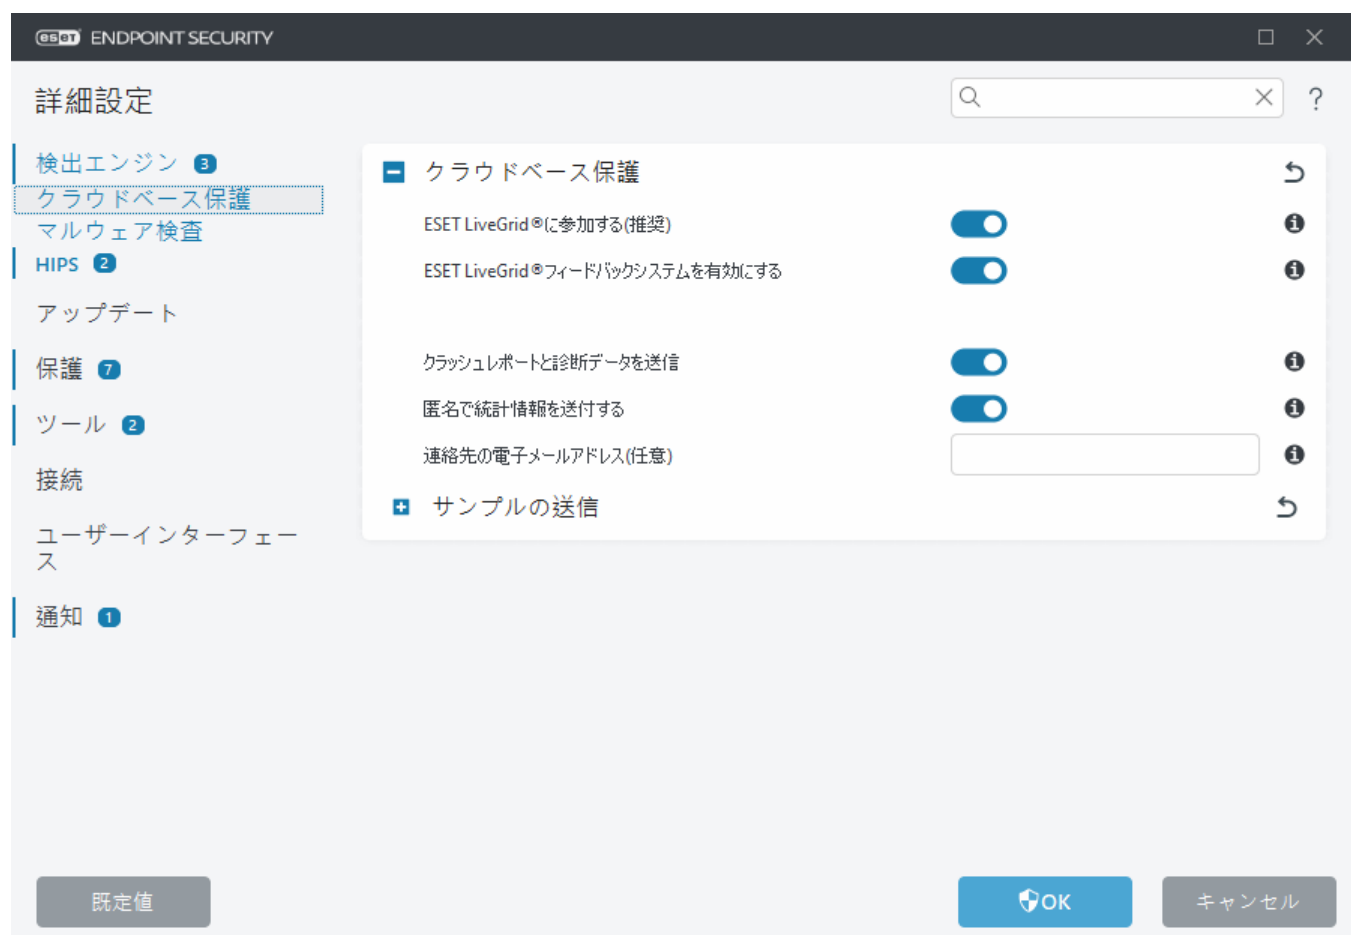 eset ENDPOINT SECURITY
詳細設定
?
検出エンジン 3
クラウドベース保護
マルウェア検査
HIPS 2
アップデート
保護 7
ツール 2
接続
ユーザーインターフェー
ス
通知 1
クラウドベース保護
ESET LiveGrid®に参加する(推奨)
ESET LiveGrid®フィードバックシステムを有効にする
クラッシュレポートと診断データを送信
匿名で統計情報を送付する
連絡先の電子メールアドレス(任意)
サンプルの送信
既定値
OK
キャンセル